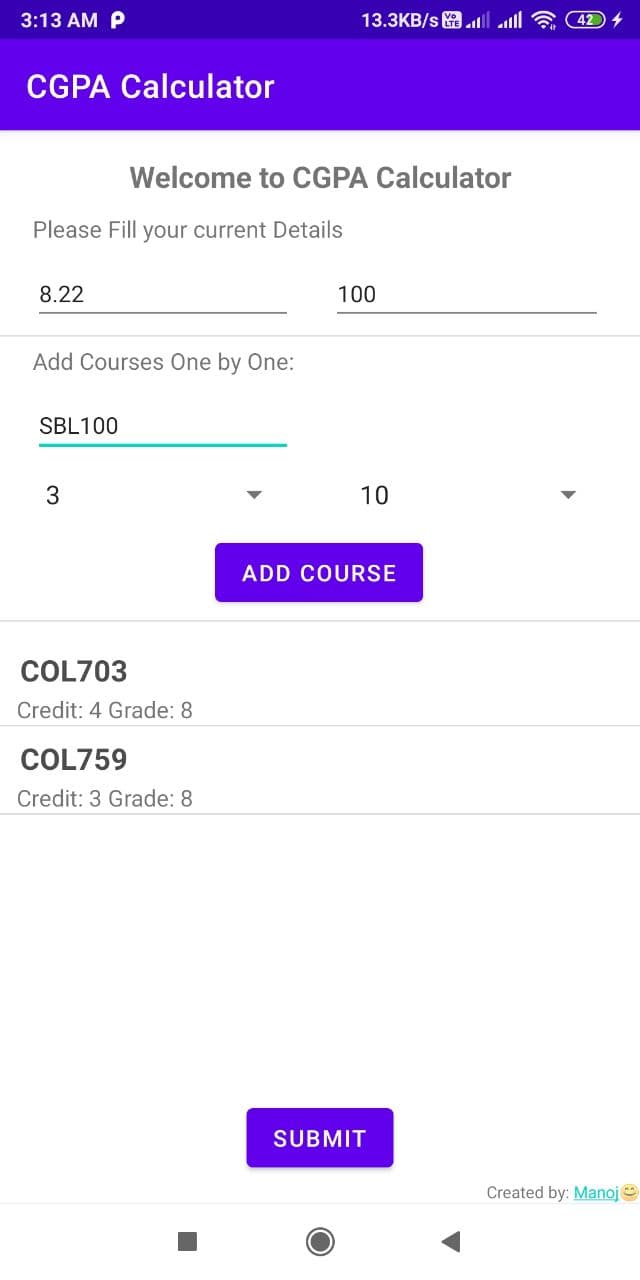 3:13 AM P 13.3KB/s Vo LTE 42
CGPA Calculator
Welcome to CGPA Calculator
Please Fill your current Details
8.22 100
Add Courses One by One:
SBL100
3 10
ADD COURSE
COL703
Credit: 4 Grade: 8
COL759
Credit: 3 Grade: 8
SUBMIT
Created by: Manoj😊